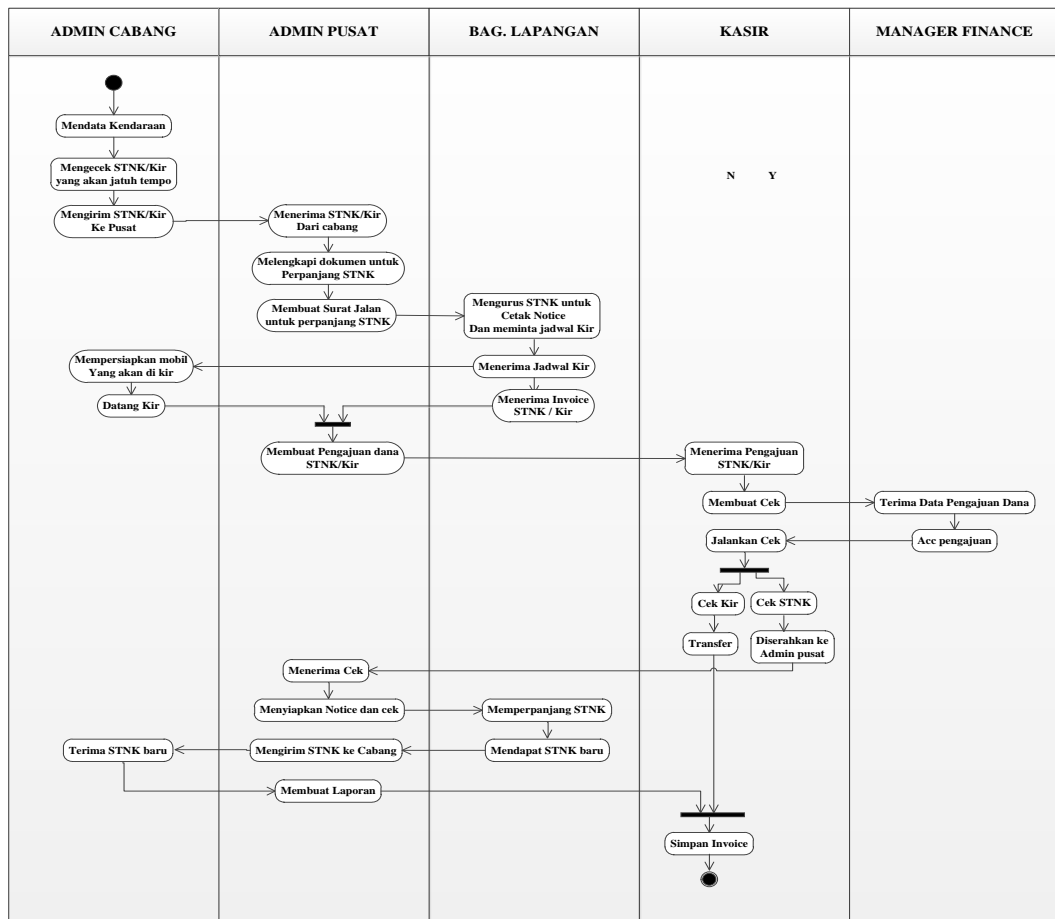 ADMIN CABANG
ADMIN PUSAT
BAG. LAPANGAN
KASIR
MANAGER FINANCE
Mendata Kendaraan
Mengecek STNK/Kir
yang akan jatuh tempo
N Y
Mengirim STNK/Kir
Ke Pusat
Menerima STNK/Kir
Dari cabang
Melengkapi dokumen untuk
Perpanjang STNK
Membuat Surat Jalan
untuk perpanjang STNK
Mengurus STNK untuk
Cetak Notice
Dan meminta jadwal Kir
Mempersiapkan mobil
Yang akan di kir
Menerima Jadwal Kir
Datang Kir
Menerima Invoice
STNK / Kir
Membuat Pengajuan dana
STNK/Kir
Menerima Pengajuan
STNK/Kir
Membuat Cek
Terima Data Pengajuan Dana
Jalankan Cek
Acc pengajuan
Cek Kir
Cek STNK
Transfer
Diserahkan ke
Admin pusat
Menerima Cek
Menyiapkan Notice dan cek
Memperpanjang STNK
Terima STNK baru
Mengirim STNK ke Cabang
Mendapat STNK baru
Membuat Laporan
Simpan Invoice